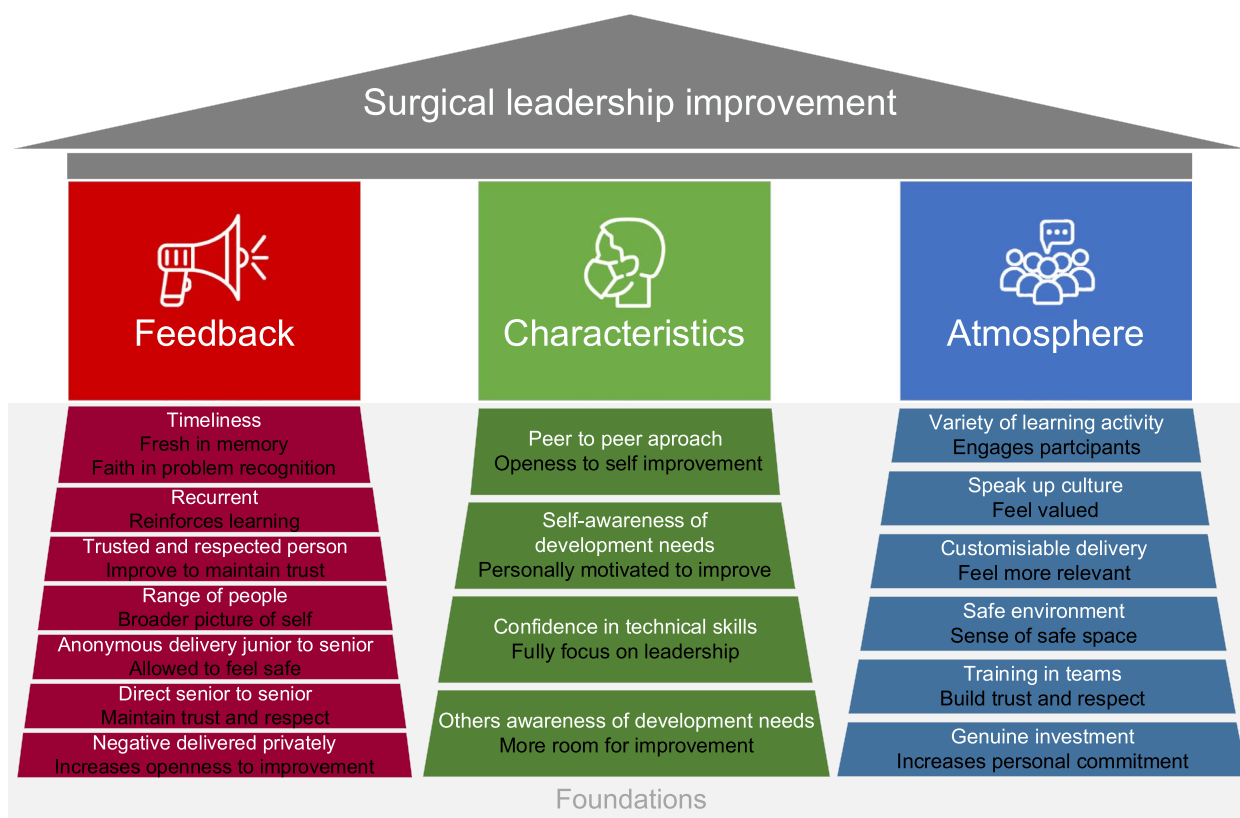 Surgical leadership improvement
Feedback
Timeliness
Fresh in memory
Faith in problem recognition
Recurrent
Reinforces learning
Trusted and respected person
Improve to maintain trust
Range of people
Broader picture of self
Anonymous delivery junior to senior
Allowed to feel safe
Direct senior to senior
Maintain trust and respect
Negative delivered privately
Increases openness to improvement
Characteristics
Peer to peer aproach
Openess to self improvement
Self-awareness of
development needs
Personally motivated to improve
Confidence in technical skills
Fully focus on leadership
Others awareness of development needs
More room for improvement
Atmosphere
Variety of learning activity
Engages partcipants
Speak up culture
Feel valued
Customisiable delivery
Feel more relevant
Safe environment
Sense of safe space
Training in teams
Build trust and respect
Genuine investment
Increases personal commitment
Foundations